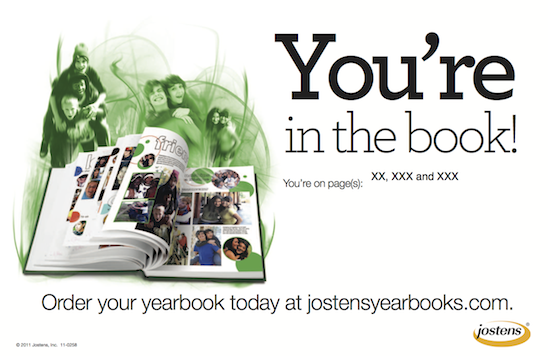 You're
in the book!
You're on page(s): XX, XXX and XXX
frie
Order your yearbook today at jostensyearbooks.com.
jostens®
© 2011 Jostens, Inc. 11-0258